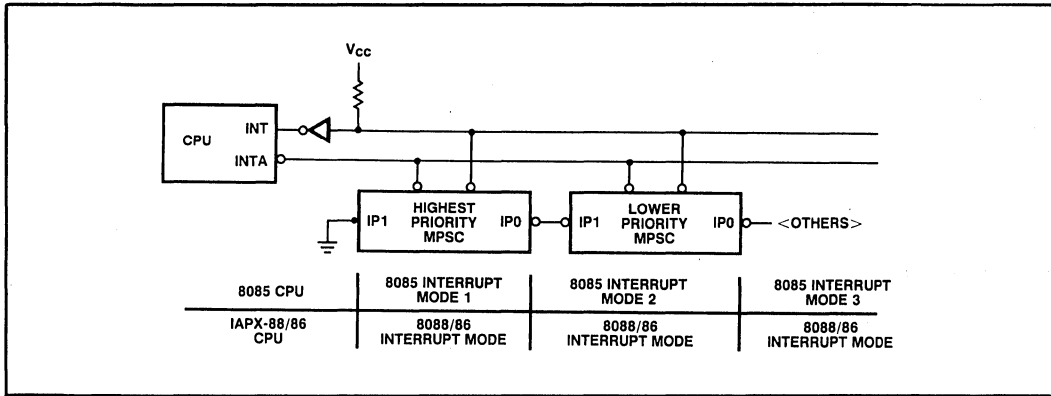 VCC
CPU
INT
INTA
IP1
HIGHEST
PRIORITY
MPSC
IP0
IP1
LOWER
PRIORITY
MPSC
IP0
<OTHERS>
8085 CPU
8085 INTERRUPT
MODE 1
8085 INTERRUPT
MODE 2
8085 INTERRUPT
MODE 3
IAPX-88/86
CPU
8088/86
INTERRUPT MODE
8088/86
INTERRUPT MODE
8088/86
INTERRUPT MODE